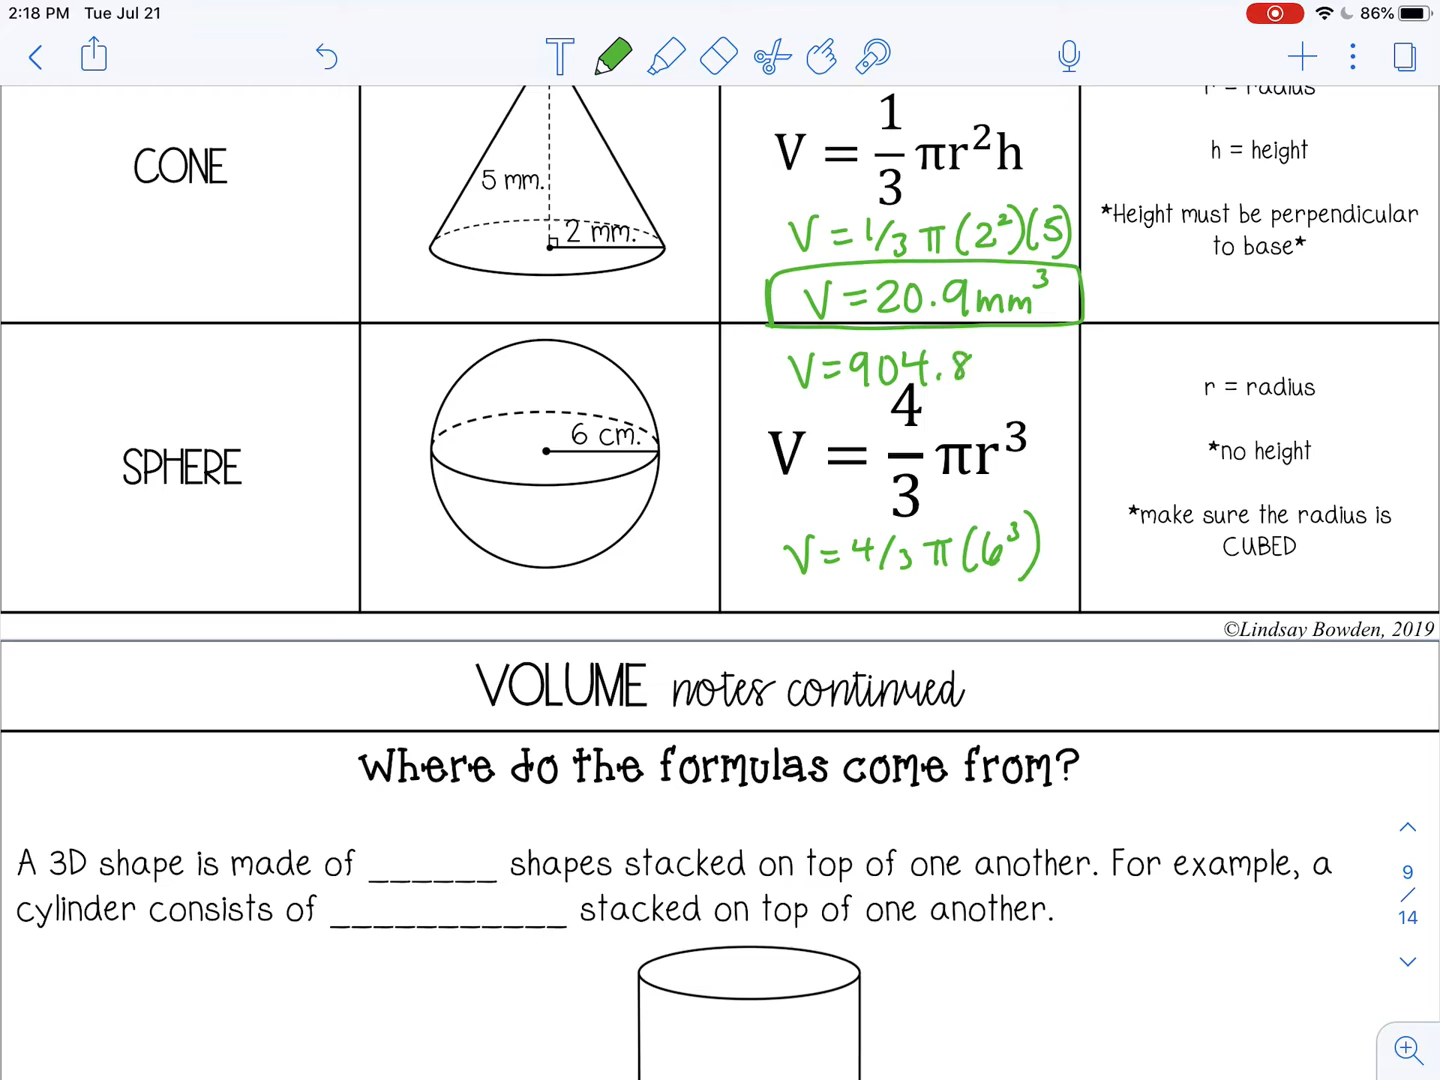 2:18 PM Tue Jul 21
86%
T
r = radius
CONE
5 mm.
2 mm.
V = 1/3 πr²h
V = 1/3 π (2²)(5)
V = 20.9 mm³
h = height
*Height must be perpendicular
to base*
SPHERE
6 cm.
V = 904.8
V = 4/3 πr³
V = 4/3 π (6³)
r = radius
*no height
*make sure the radius is
CUBED
©Lindsay Bowden, 2019
VOLUME notes continued
Where do the formulas come from?
A 3D shape is made of ______ shapes stacked on top of one another. For example, a
cylinder consists of ___________ stacked on top of one another.
9
/
14